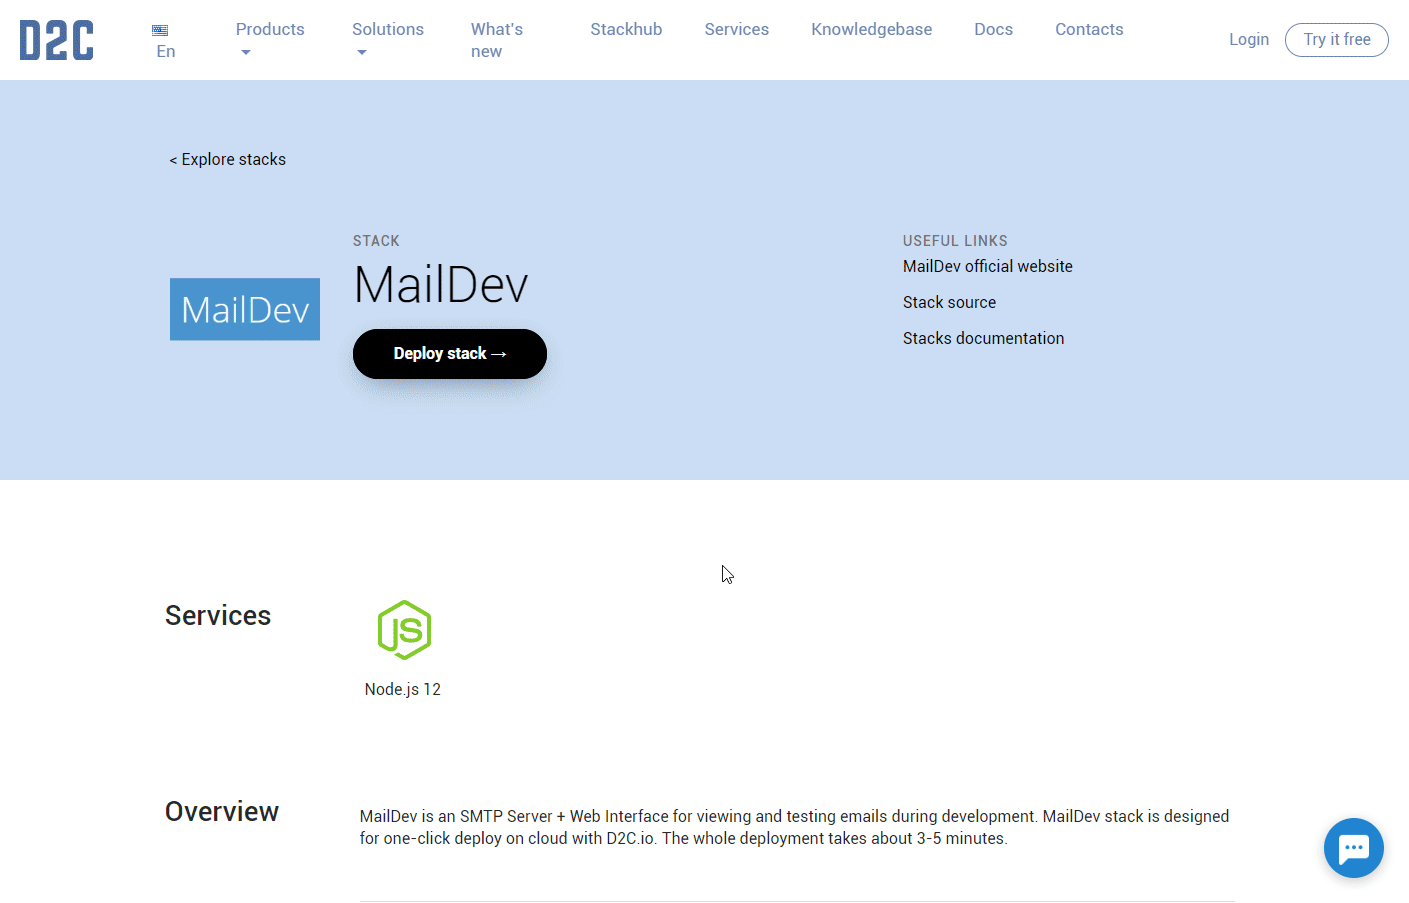 D2C
En
Products
Solutions
What's
new
Stackhub
Services
Knowledgebase
Docs
Contacts
Login
Try it free
< Explore stacks
MailDev
STACK
MailDev
Deploy stack →
USEFUL LINKS
MailDev official website
Stack source
Stacks documentation
Services
JS
Node.js 12
Overview
MailDev is an SMTP Server + Web Interface for viewing and testing emails during development. MailDev stack is designed
for one-click deploy on cloud with D2C.io. The whole deployment takes about 3-5 minutes.